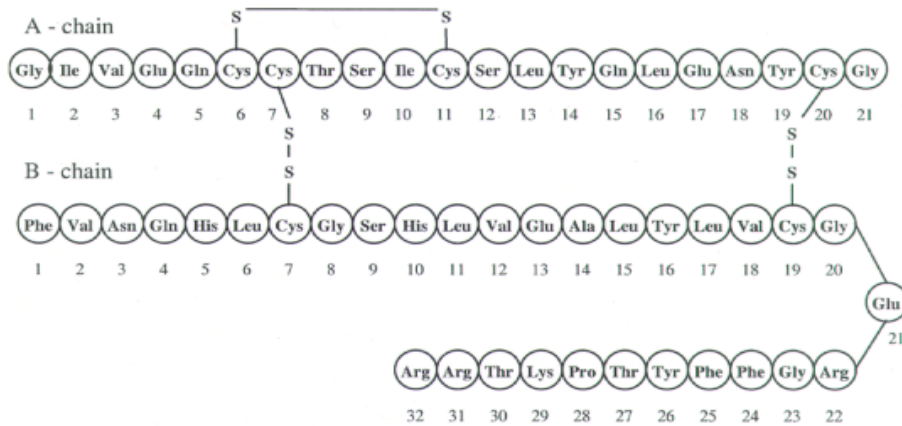 S S
A - chain
Gly Ile Val Glu Gln Cys Cys Thr Ser Ile Cys Ser Leu Tyr Gln Leu Glu Asn Tyr Cys Gly
1 2 3 4 5 6 7 8 9 10 11 12 13 14 15 16 17 18 19 20 21
S S
B - chain
S S
Phe Val Asn Gln His Leu Cys Gly Ser His Leu Val Glu Ala Leu Tyr Leu Val Cys Gly
1 2 3 4 5 6 7 8 9 10 11 12 13 14 15 16 17 18 19 20
Glu
21
Arg Arg Thr Lys Pro Thr Tyr Phe Phe Gly Arg
32 31 30 29 28 27 26 25 24 23 22